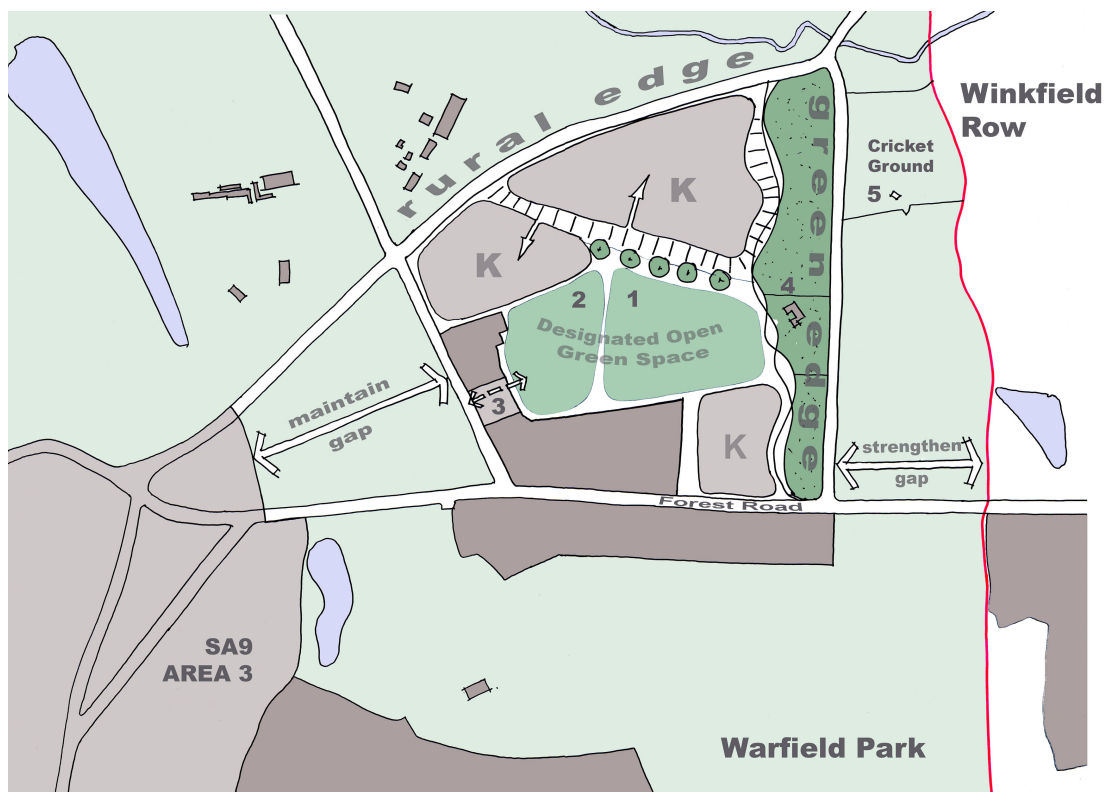 rural edge
Winkfield
Row
Cricket
Ground
5
green edge
K
K
4
2
1
Designated Open
Green Space
maintain
gap
3
K
strengthen
gap
Forest Road
SA9
AREA 3
Warfield Park